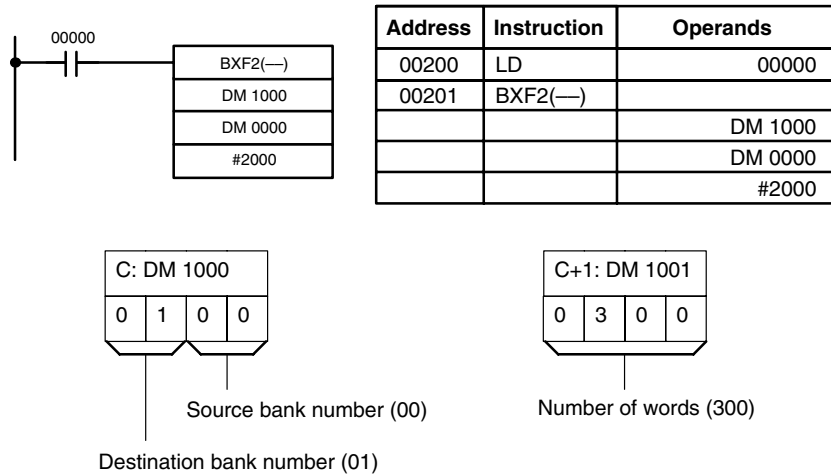 00000
BXF2(––)
DM 1000
DM 0000
#2000
Address Instruction Operands
00200 LD 00000
00201 BXF2(––)
DM 1000
DM 0000
#2000
C: DM 1000
0 1 0 0
Source bank number (00)
Destination bank number (01)
C+1: DM 1001
0 3 0 0
Number of words (300)